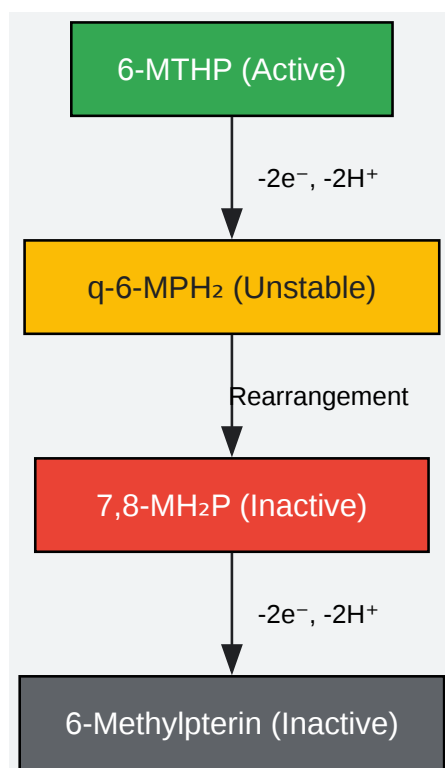 6-MTHP (Active)
-2e⁻, -2H⁺
q-6-MPH₂ (Unstable)
Rearrangement
7,8-MH₂P (Inactive)
-2e⁻, -2H⁺
6-Methylpterin (Inactive)